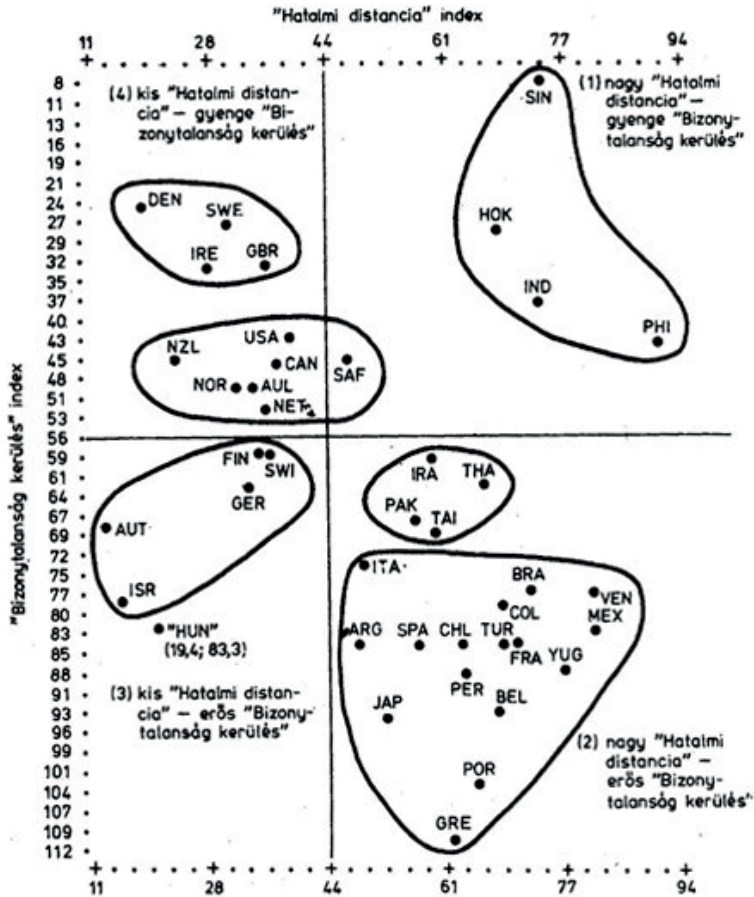 "Hatalmi distancia" index
11 28 44 61 77 94
"Bizonytalanság kerülés" index
8
11
13
16
19
21
24
27
29
32
35
37
40
43
45
48
51
53
56
59
61
64
67
69
72
75
77
80
83
85
88
91
93
96
99
101
104
107
109
112
(4) kis "Hatalmi distan-
cia" – gyenge "Bi-
zonytalanság kerülés"
(1) nagy "Hatalmi
distancia" –
gyenge "Bizony-
talanság kerülés"
SIN
DEN
SWE
HOK
IRE
GBR
IND
PHI
USA
NZL
CAN
SAF
NOR
AUL
NET
FIN
SWI
GER
AUT
ISR
"HUN"
(19,4; 83,3)
IRA
THA
PAK
TAI
ITA
BRA
VEN
COL
MEX
ARG
SPA
CHL
TUR
FRA
YUG
PER
BEL
JAP
POR
GRE
(3) kis "Hatalmi distan-
cia" – erős "Bizony-
talanság kerülés"
(2) nagy "Hatalmi
distancia" –
erős "Bizony-
talanság kerülés"
11 28 44 61 77 94